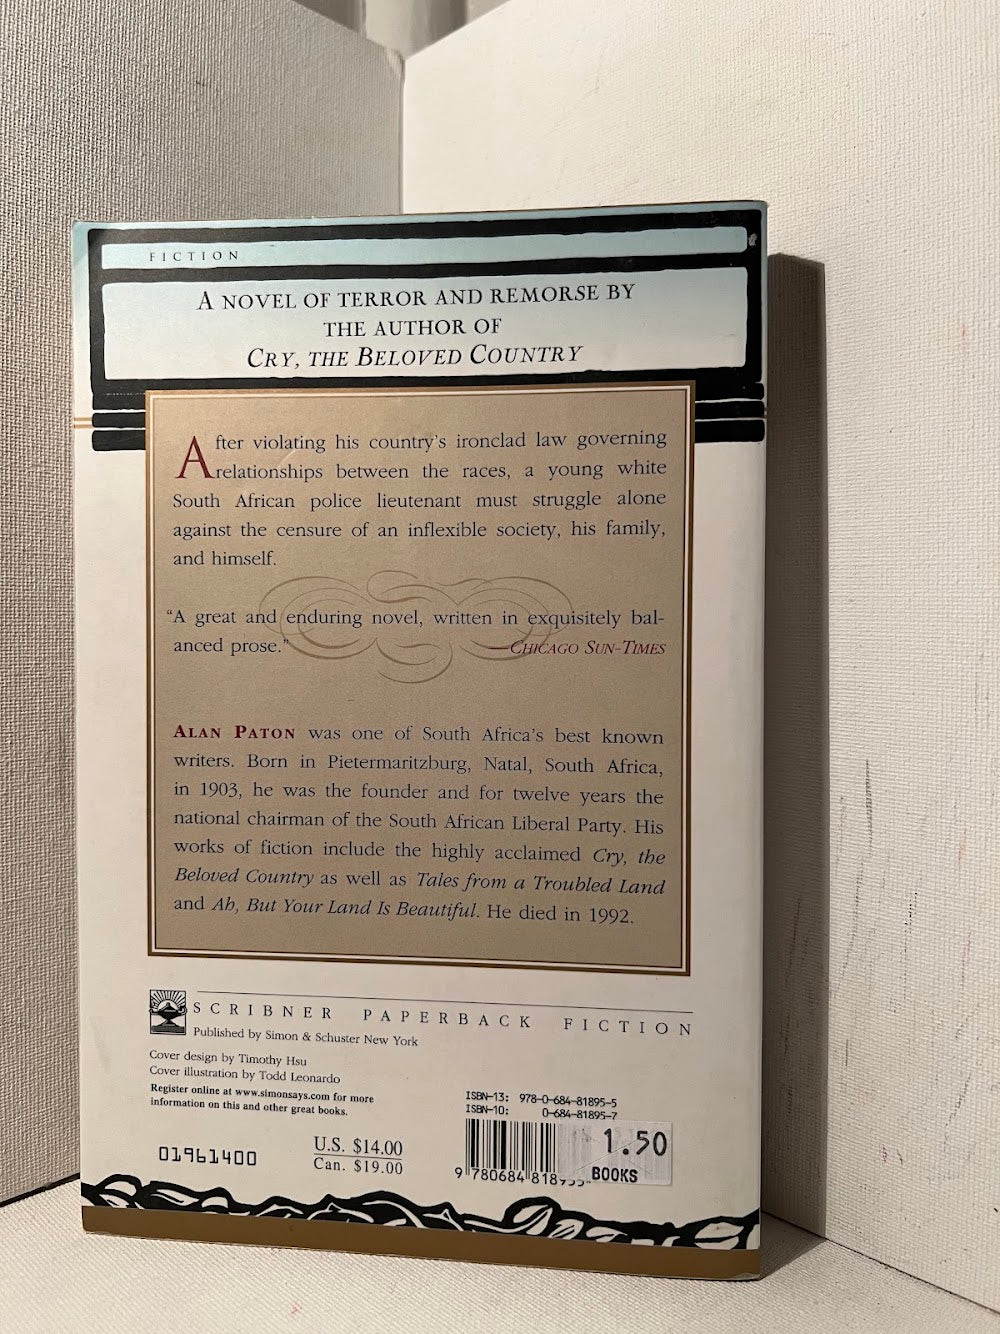 FICTION
A NOVEL OF TERROR AND REMORSE BY
THE AUTHOR OF
CRY, THE BELOVED COUNTRY
After violating his country's ironclad law governing
relationships between the races, a young white
South African police lieutenant must struggle alone
against the censure of an inflexible society, his family,
and himself.
“A great and enduring novel, written in exquisitely bal-
anced prose.” —CHICAGO SUN-TIMES
ALAN PATON was one of South Africa's best known
writers. Born in Pietermaritzburg, Natal, South Africa,
in 1903, he was the founder and for twelve years the
national chairman of the South African Liberal Party. His
works of fiction include the highly acclaimed Cry, the
Beloved Country as well as Tales from a Troubled Land
and Ah, But Your Land Is Beautiful. He died in 1992.
SCRIBNER PAPERBACK FICTION
Published by Simon & Schuster New York
Cover design by Timothy Hsu
Cover illustration by Todd Leonardo
Register online at www.simonsays.com for more
information on this and other great books.
ISBN-13: 978-0-684-81895-5
ISBN-10: 0-684-81895-7
01961400
U.S. $14.00
Can. $19.00
1.50
BOOKS
9 780684 818955